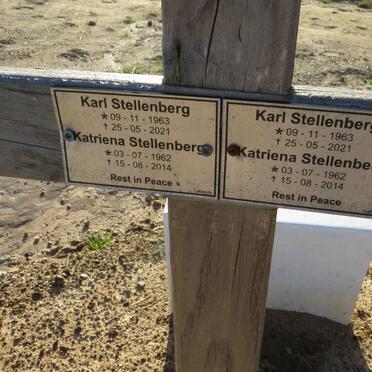 Karl Stellenberg
* 09 - 11 - 1963
† 25 - 05 - 2021
Katriena Stellenberg
* 03 - 07 - 1962
† 15 - 08 - 2014
Rest in Peace
Karl Stellenberg
* 09 - 11 - 1963
† 25 - 05 - 2021
Katriena Stellenbe
* 03 - 07 - 1962
† 15 - 08 - 2014
Rest in Peace